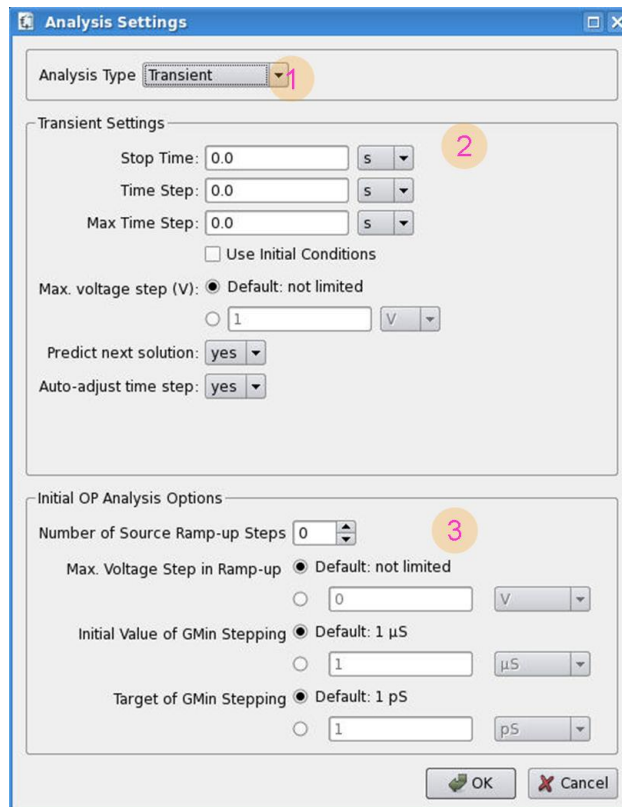 Analysis Settings
Analysis Type Transient 1
Transient Settings
2
Stop Time: 0.0 s
Time Step: 0.0 s
Max Time Step: 0.0 s
Use Initial Conditions
Max. voltage step (V): Default: not limited
1 V
Predict next solution: yes
Auto-adjust time step: yes
Initial OP Analysis Options
Number of Source Ramp-up Steps 0 3
Max. Voltage Step in Ramp-up Default: not limited
0 V
Initial Value of GMin Stepping Default: 1 µS
1 µS
Target of GMin Stepping Default: 1 pS
1 pS
OK Cancel